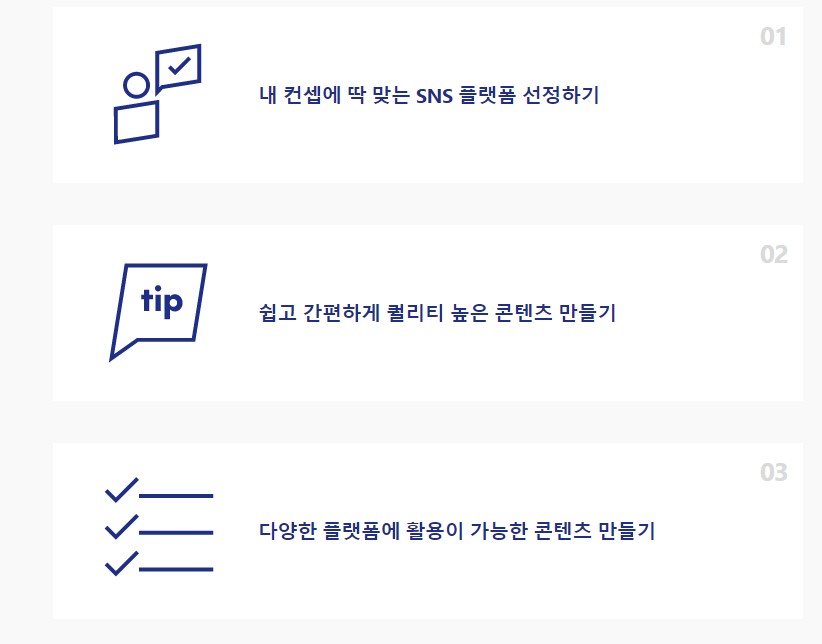 01
내 컨셉에 딱 맞는 SNS 플랫폼 선정하기
02
tip
쉽고 간편하게 퀄리티 높은 콘텐츠 만들기
03
다양한 플랫폼에 활용이 가능한 콘텐츠 만들기